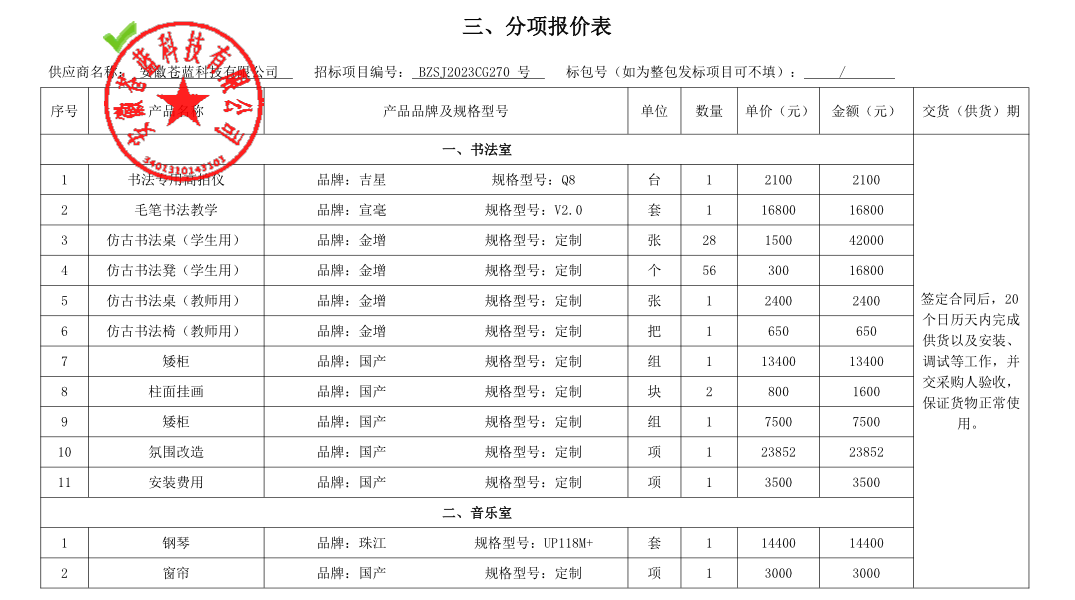 三、分项报价表
供应商名称： 安徽苍蓝科技有限公司 招标项目编号： BZSJ2023CG270 号 标包号（如为整包发标项目可不填）： /
安徽苍蓝科技有限公司
3401310143103
序号 产品名称 产品品牌及规格型号 单位 数量 单价（元） 金额（元） 交货（供货）期
一、书法室
1 书法专用高拍仪 品牌：吉星 规格型号：Q8 台 1 2100 2100
2 毛笔书法教学 品牌：宣毫 规格型号：V2.0 套 1 16800 16800
3 仿古书法桌（学生用） 品牌：金增 规格型号：定制 张 28 1500 42000
4 仿古书法凳（学生用） 品牌：金增 规格型号：定制 个 56 300 16800
5 仿古书法桌（教师用） 品牌：金增 规格型号：定制 张 1 2400 2400
6 仿古书法椅（教师用） 品牌：金增 规格型号：定制 把 1 650 650
7 矮柜 品牌：国产 规格型号：定制 组 1 13400 13400
8 柱面挂画 品牌：国产 规格型号：定制 块 2 800 1600
9 矮柜 品牌：国产 规格型号：定制 组 1 7500 7500
10 氛围改造 品牌：国产 规格型号：定制 项 1 23852 23852
11 安装费用 品牌：国产 规格型号：定制 项 1 3500 3500
二、音乐室
1 钢琴 品牌：珠江 规格型号：UP118M+ 套 1 14400 14400
2 窗帘 品牌：国产 规格型号：定制 项 1 3000 3000
签定合同后，20
个日历天内完成
供货以及安装、
调试等工作，并
交采购人验收，
保证货物正常使
用。